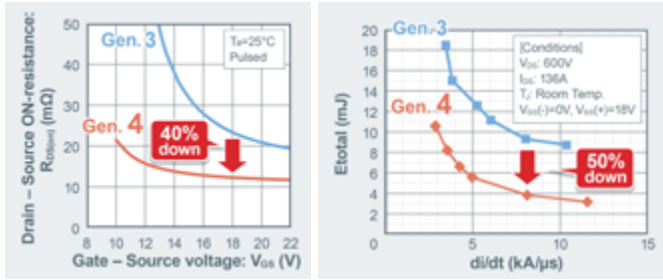 Drain – Source ON-resistance:
RDS(on) (mΩ)
50
40
30
20
10
0
Gen. 3
Ta=25°C
Pulsed
Gen. 4
40%
down
8 10 12 14 16 18 20 22
Gate – Source voltage: VGS (V)
Etotal (mJ)
20
18
16
14
12
10
8
6
4
2
Gen. 3
[Conditions]
VDS: 600V
IDS: 136A
TJ: Room Temp.
VGS(-)=0V, VGS(+)=18V
Gen. 4
50%
down
0 5 10 15
di/dt (kA/µs)